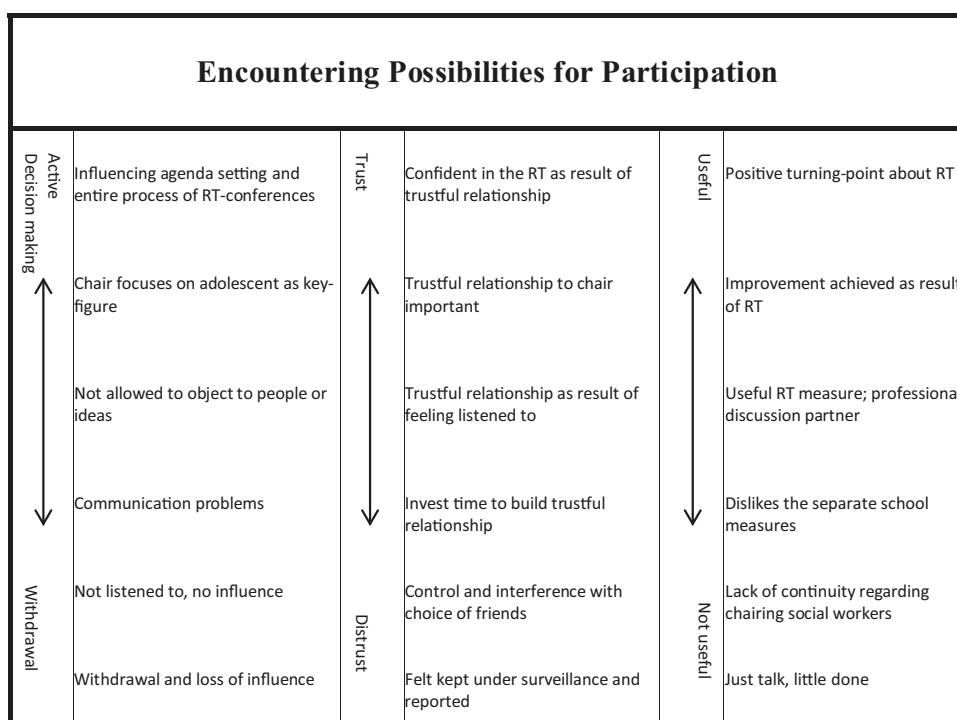 Encountering Possibilities for Participation
Active
Decision making
Withdrawal
Influencing agenda setting and
entire process of RT-conferences
Chair focuses on adolescent as key-
figure
Not allowed to object to people or
ideas
Communication problems
Not listened to, no influence
Withdrawal and loss of influence
Trust
Distrust
Confident in the RT as result of
trustful relationship
Trustful relationship to chair
important
Trustful relationship as result of
feeling listened to
Invest time to build trustful
relationship
Control and interference with
choice of friends
Felt kept under surveillance and
reported
Useful
Not useful
Positive turning-point about RT
Improvement achieved as result
of RT
Useful RT measure; professiona
discussion partner
Dislikes the separate school
measures
Lack of continuity regarding
chairing social workers
Just talk, little done